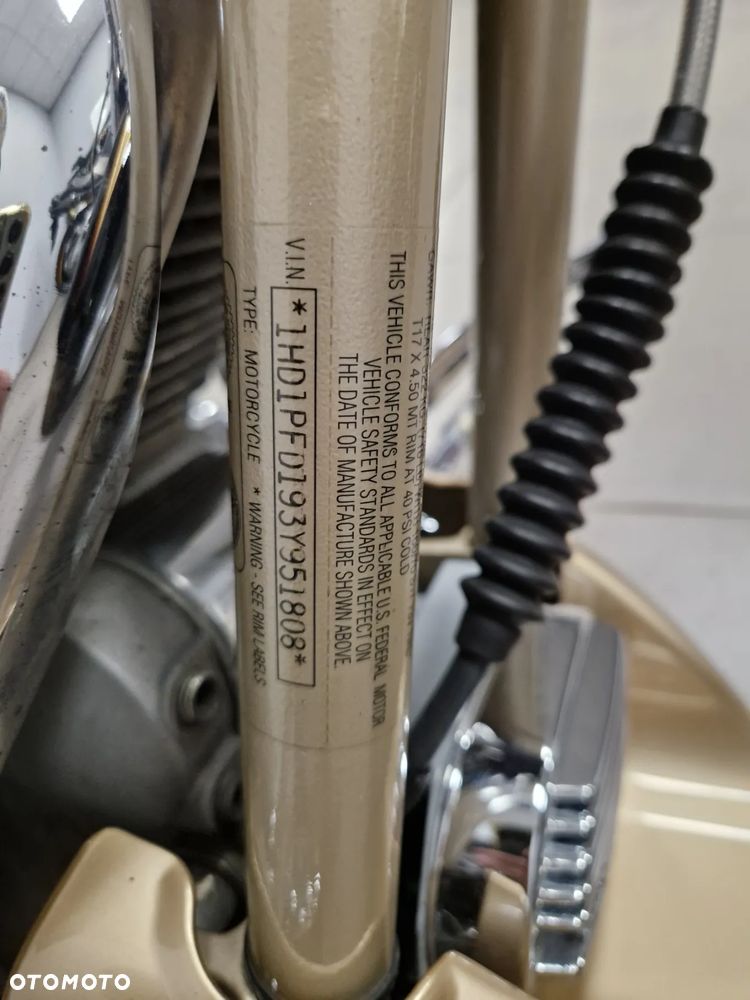 T17 X 4.50 MT RIM AT 40 PSI COLD
THIS VEHICLE CONFORMS TO ALL APPLICABLE U.S. FEDERAL MOTOR
VEHICLE SAFETY STANDARDS IN EFFECT ON
THE DATE OF MANUFACTURE SHOWN ABOVE.
V.I.N. *1HD1PFD193Y951808*
TYPE: MOTORCYCLE * WARNING - SEE RIM LABELS
OTOMOTO